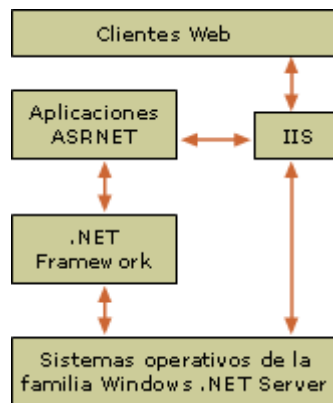 Clientes Web
Aplicaciones
ASRNET
IIS
.NET
Framework
Sistemas operativos de la
familia Windows .NET Server